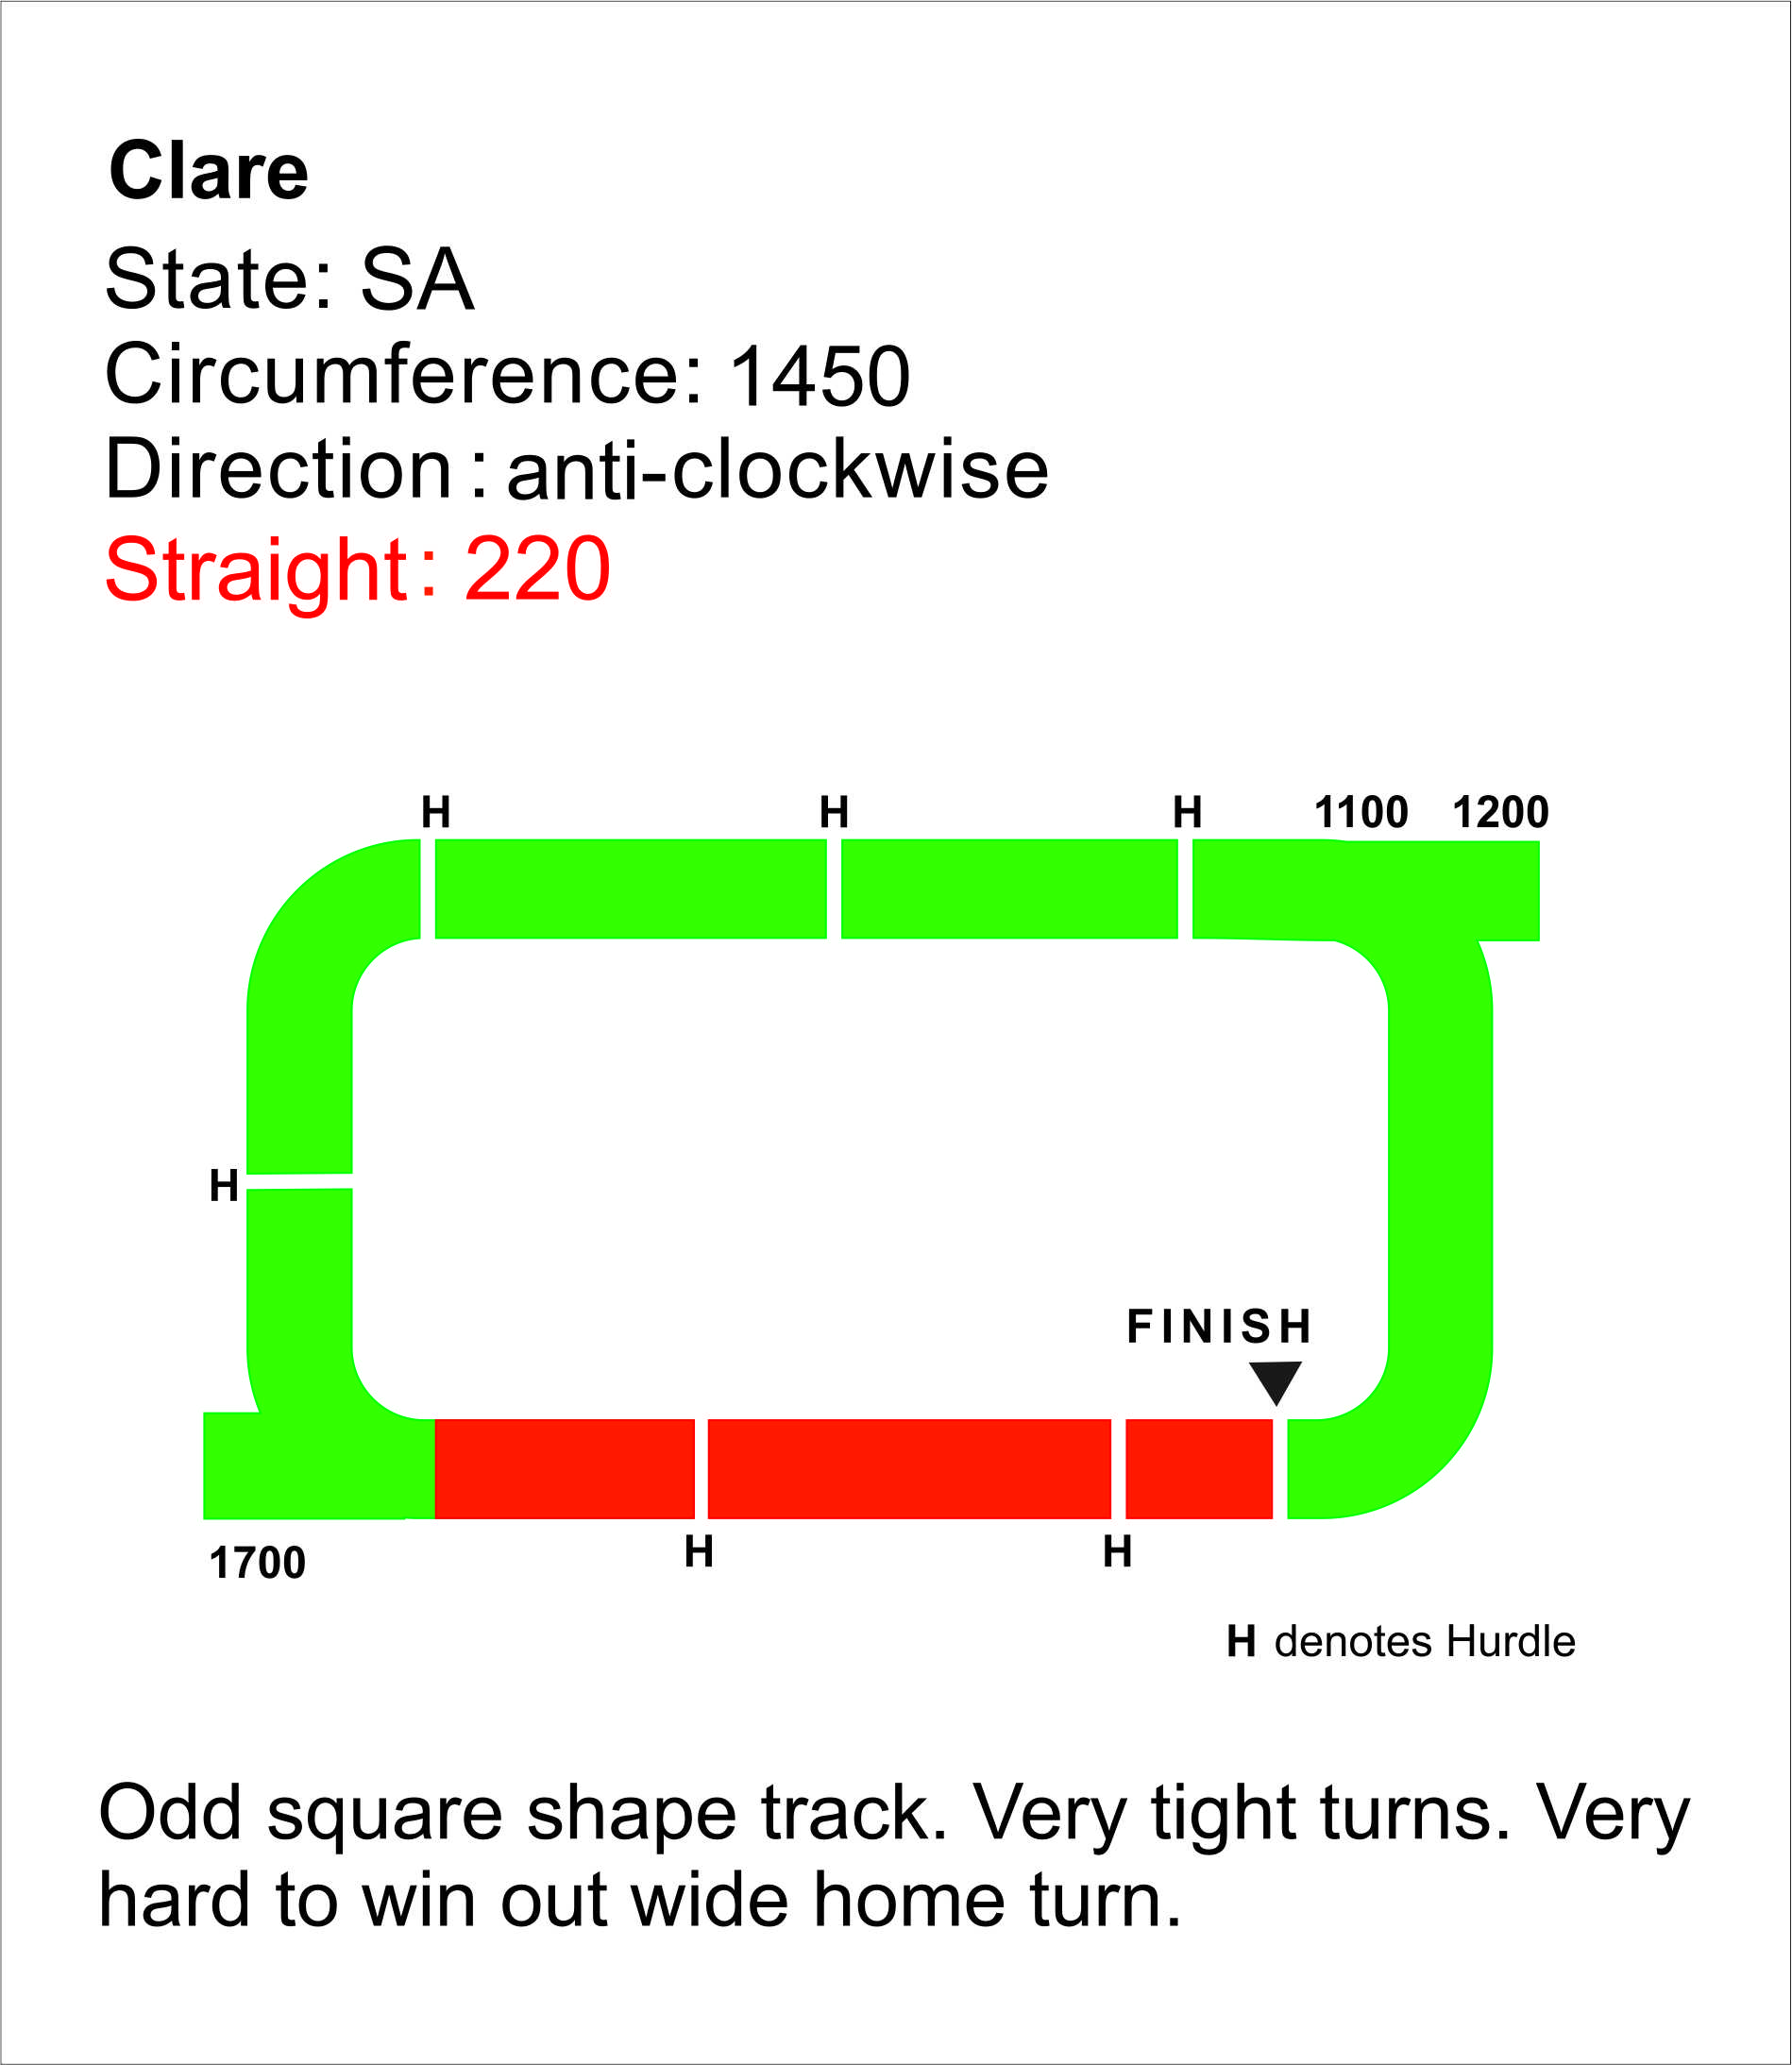 Clare
State: SA
Circumference: 1450
Direction: anti-clockwise
Straight: 220
H H H 1100 1200
H
FINISH
H H
1700
H denotes Hurdle
Odd square shape track. Very tight turns. Very
hard to win out wide home turn.